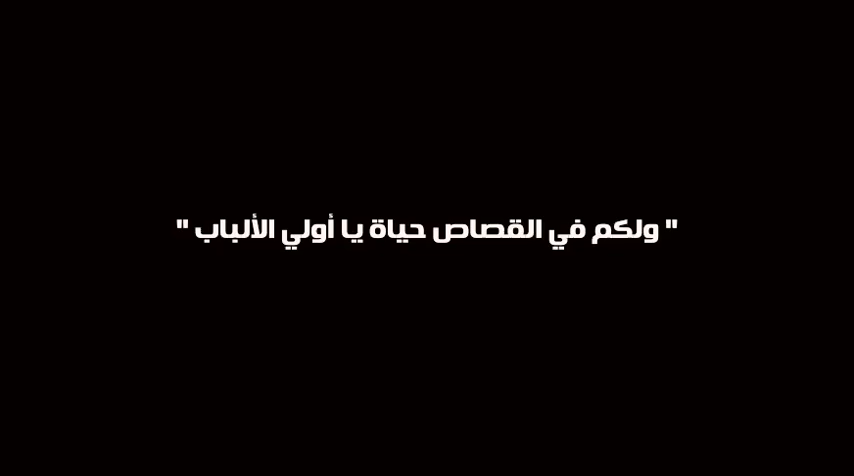 " ولكم في القصاص حياة يا أولي الألباب "